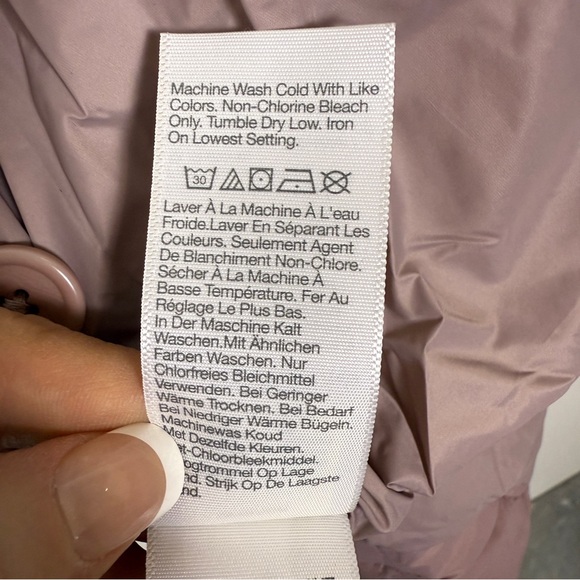 Machine Wash Cold With Like
Colors. Non-Chlorine Bleach
Only. Tumble Dry Low. Iron
On Lowest Setting.
30
Laver À La Machine À L'eau
Froide.Laver En Séparant Les
Couleurs. Seulement Agent
De Blanchiment Non-Chlore.
Sécher À La Machine À
Basse Température. Fer Au
Réglage Le Plus Bas.
In Der Maschine Kalt
Waschen.Mit Ähnlichen
Farben Waschen. Nur
Chlorfreies Bleichmittel
Verwenden. Bei Geringer
Wärme Trocknen. Bei Bedarf
Bei Niedriger Wärme Bügeln.
Machinewas Koud
Met Dezelfde Kleuren.
et-Chloorbleekmiddel.
oogtrommel Op Lage
nd. Strijk Op De Laagste
nd.